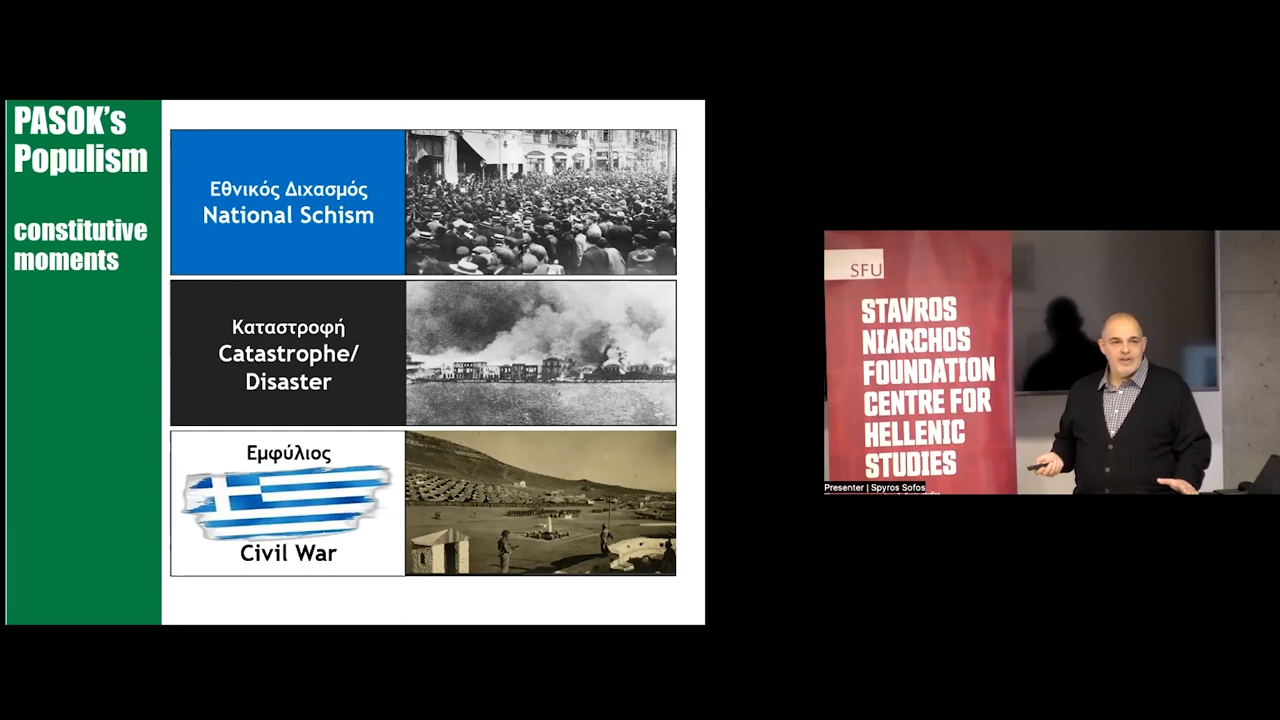 PASOK’s
Populism
constitutive
moments
Εθνικός Διχασμός
National Schism
Καταστροφή
Catastrophe/
Disaster
Εμφύλιος
Civil War
SFU
STAVROS
NIARCHOS
FOUNDATION
CENTRE FOR
HELLENIC
STUDIES
Presenter | Spyros Sofos